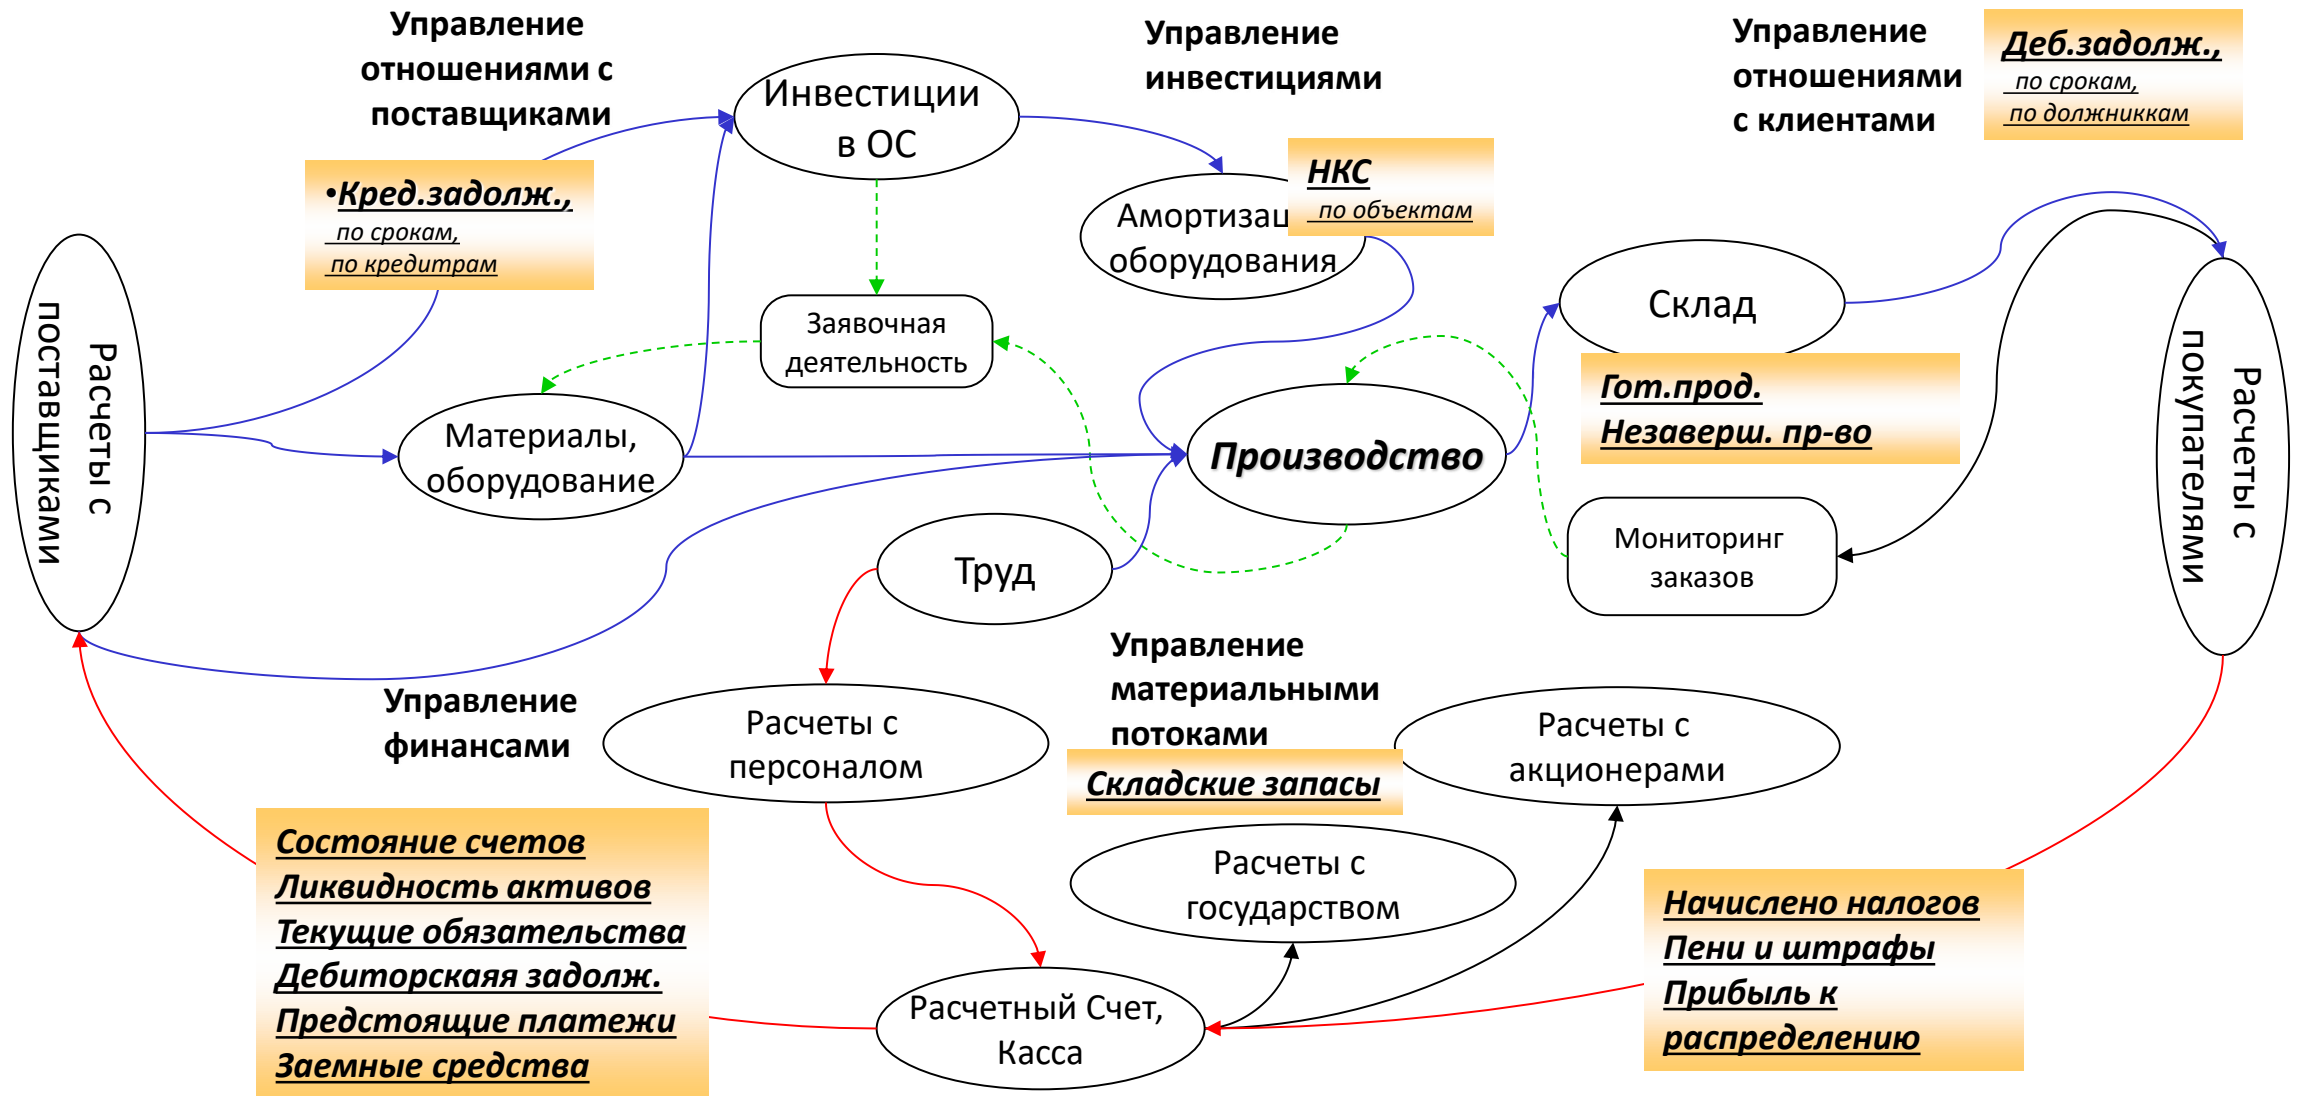 Управление
отношениями с
поставщиками
Инвестиции
в ОС
Управление
инвестициями
Управление
отношениями
с клиентами
Деб.задолж.,
по срокам,
по должниккам
•Кред.задолж.,
по срокам,
по кредитрам
НКС
по объектам
Амортизац
оборудования
Расчеты с
поставщиками
Заявочная
деятельность
Склад
Гот.прод.
Незаверш. пр-во
Расчеты с
покупателями
Материалы,
оборудование
Производство
Мониторинг
заказов
Труд
Управление
материальными
потоками
Складские запасы
Управление
финансами
Расчеты с
персоналом
Расчеты с
акционерами
Расчеты с
государством
Состояние счетов
Ликвидность активов
Текущие обязательства
Дебиторскаяя задолж.
Предстоящие платежи
Заемные средства
Расчетный Счет,
Касса
Начислено налогов
Пени и штрафы
Прибыль к
распределению